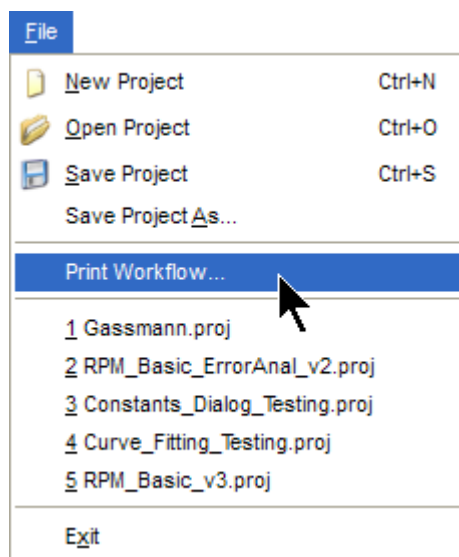 File
New Project Ctrl+N
Open Project Ctrl+O
Save Project Ctrl+S
Save Project As...
Print Workflow...
1 Gassmann.proj
2 RPM_Basic_ErrorAnal_v2.proj
3 Constants_Dialog_Testing.proj
4 Curve_Fitting_Testing.proj
5 RPM_Basic_v3.proj
Exit